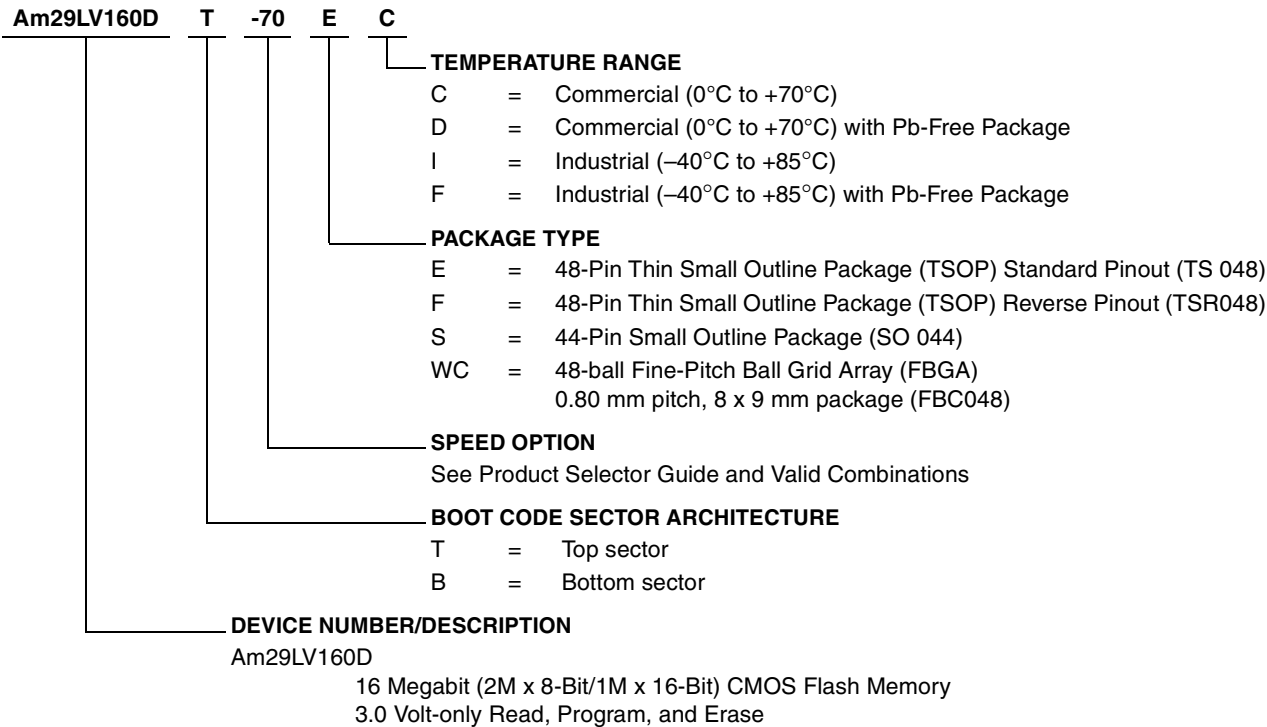 Am29LV160D T -70 E C
TEMPERATURE RANGE
C = Commercial (0°C to +70°C)
D = Commercial (0°C to +70°C) with Pb-Free Package
I = Industrial (–40°C to +85°C)
F = Industrial (–40°C to +85°C) with Pb-Free Package
PACKAGE TYPE
E = 48-Pin Thin Small Outline Package (TSOP) Standard Pinout (TS 048)
F = 48-Pin Thin Small Outline Package (TSOP) Reverse Pinout (TSR048)
S = 44-Pin Small Outline Package (SO 044)
WC = 48-ball Fine-Pitch Ball Grid Array (FBGA)
0.80 mm pitch, 8 x 9 mm package (FBC048)
SPEED OPTION
See Product Selector Guide and Valid Combinations
BOOT CODE SECTOR ARCHITECTURE
T = Top sector
B = Bottom sector
DEVICE NUMBER/DESCRIPTION
Am29LV160D
16 Megabit (2M x 8-Bit/1M x 16-Bit) CMOS Flash Memory
3.0 Volt-only Read, Program, and Erase